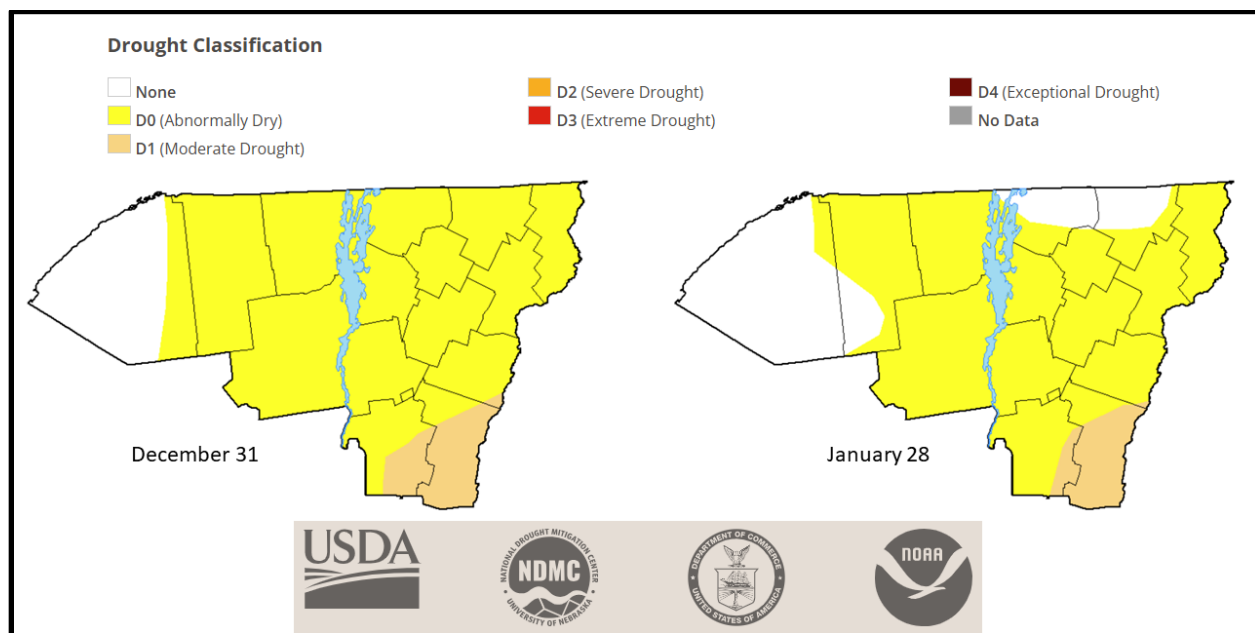 Drought Classification
None
D0 (Abnormally Dry)
D1 (Moderate Drought)
D2 (Severe Drought)
D3 (Extreme Drought)
D4 (Exceptional Drought)
No Data
December 31
January 28
USDA
NATIONAL DROUGHT MITIGATION CENTER
NDMC
UNIVERSITY OF NEBRASKA
DEPARTMENT OF COMMERCE
UNITED STATES OF AMERICA
NOAA